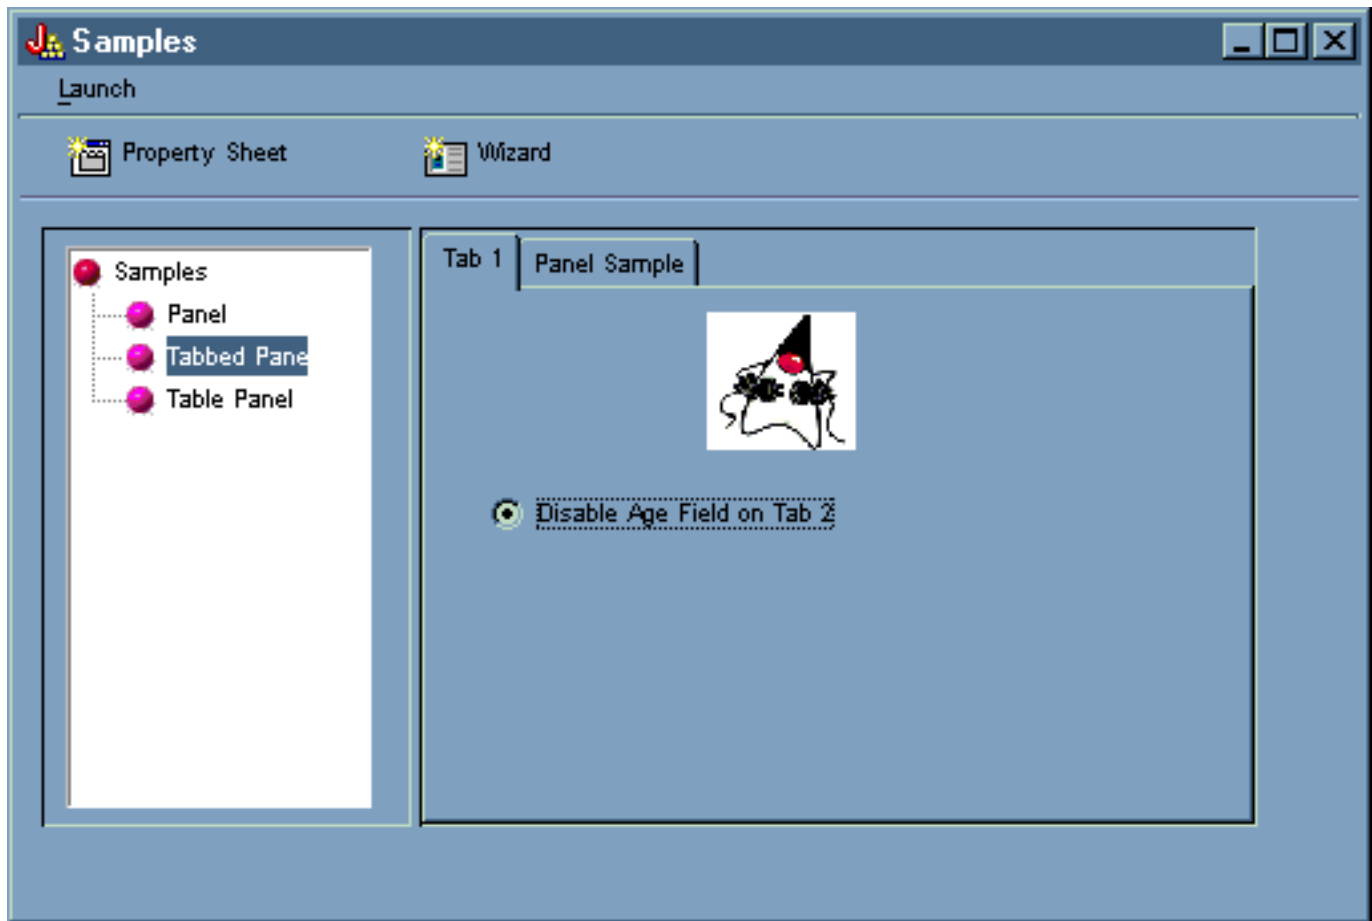 Samples
Launch
Property Sheet
Wizard
Samples
Panel
Tabbed Pane
Table Panel
Tab 1
Panel Sample
Disable Age Field on Tab 2